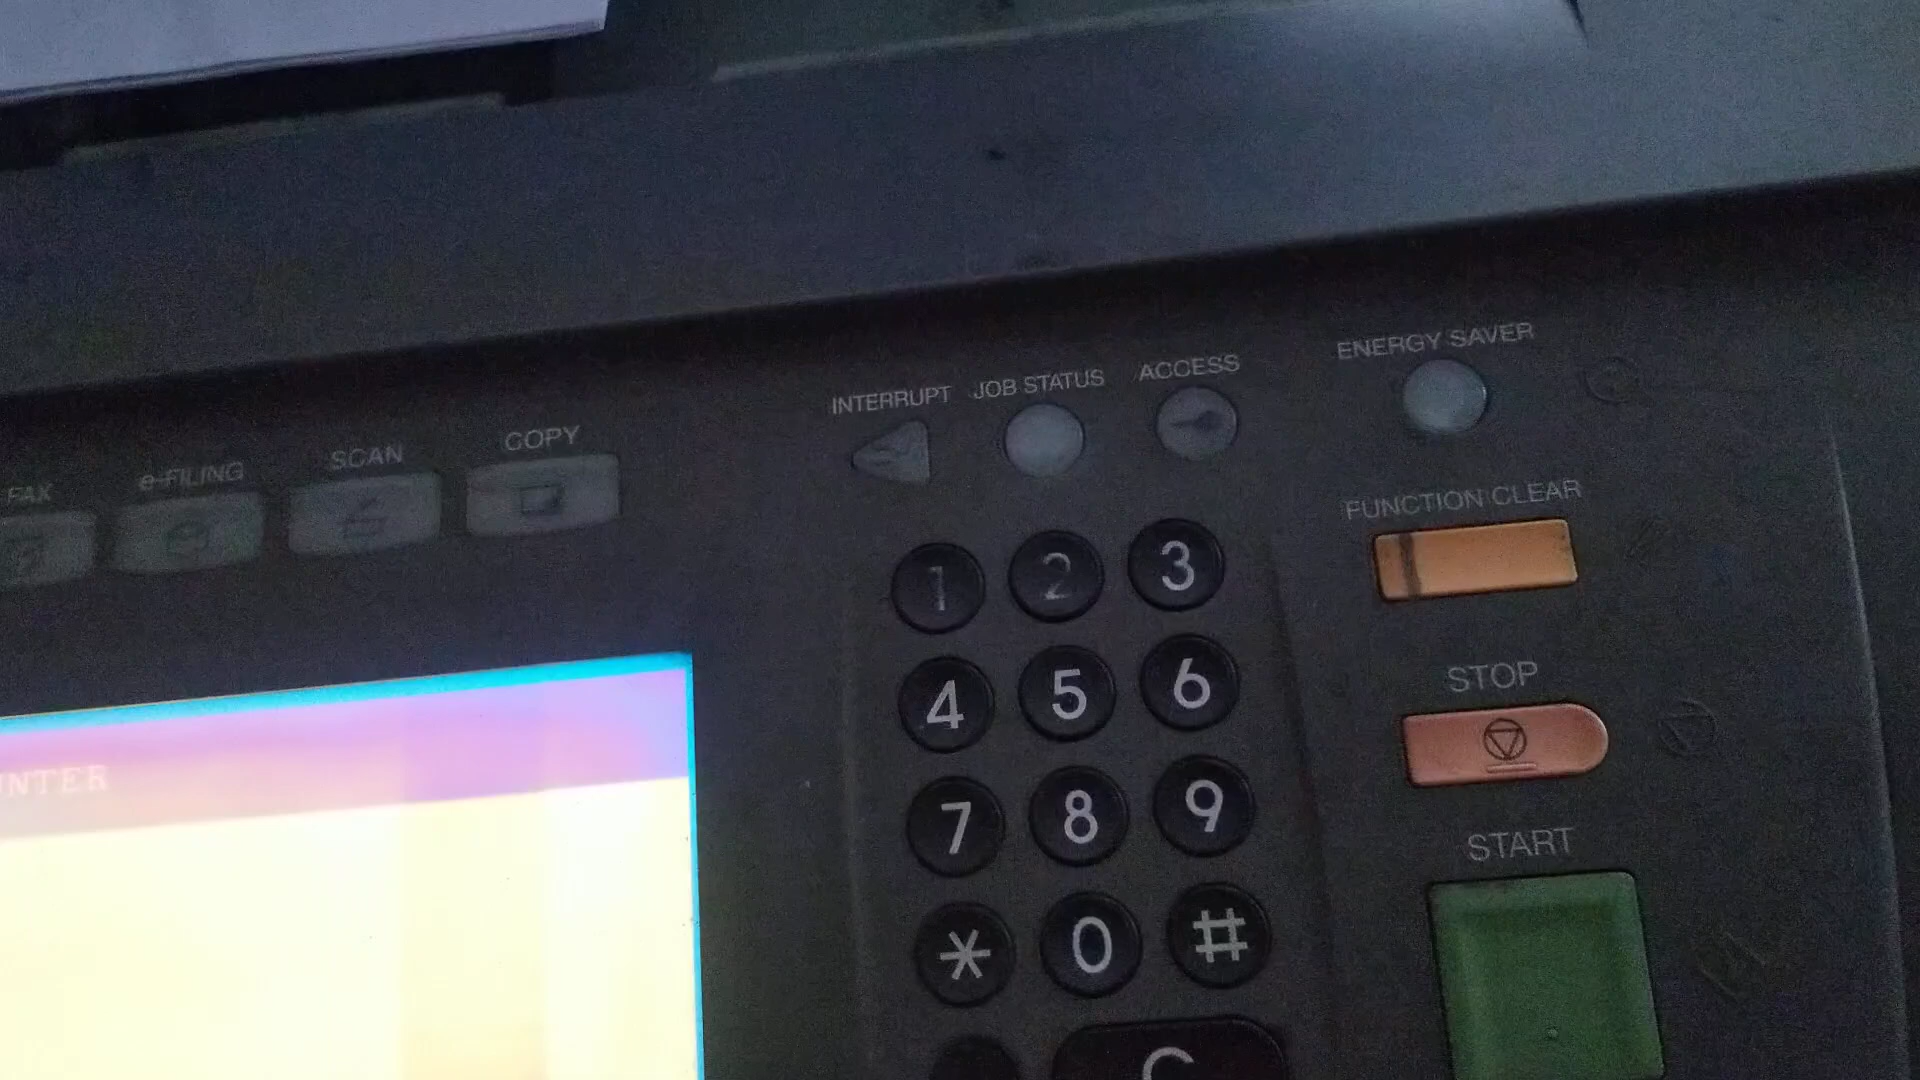 ENERGY SAVER
INTERRUPT JOB STATUS ACCESS
FAX e-FILING SCAN COPY
FUNCTION CLEAR
1 2 3
4 5 6
STOP
7 8 9
START
* 0 #
C